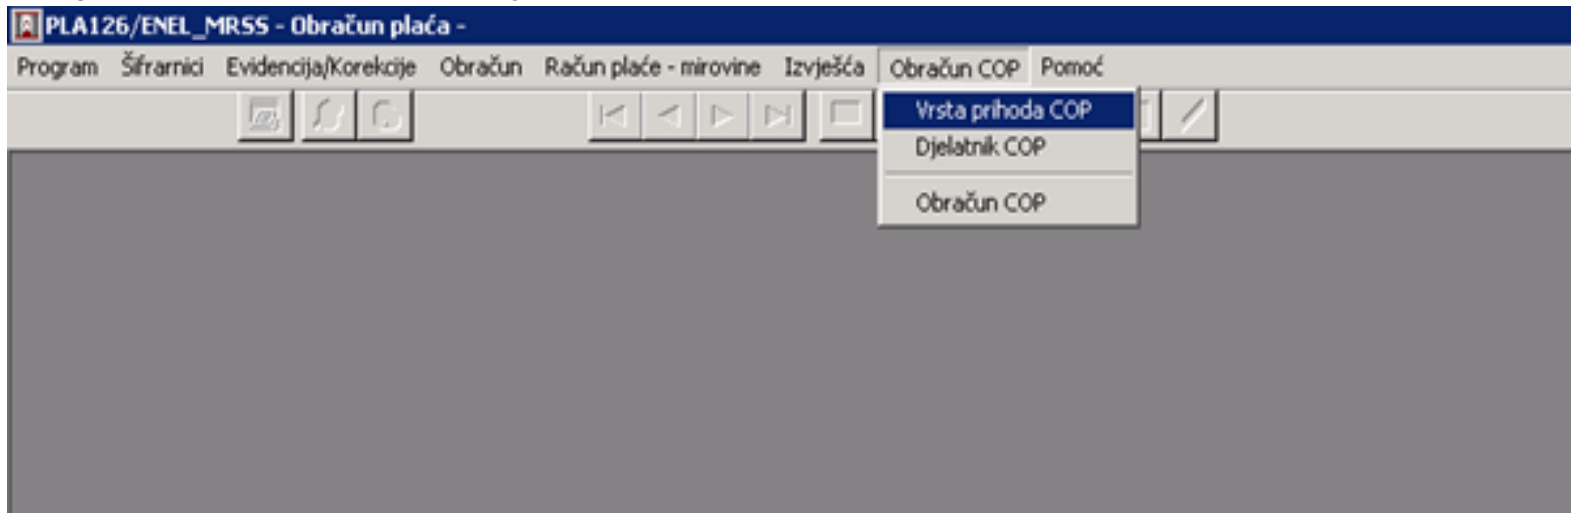 PLA126/ENEL_MRSS - Obračun plaća -
Program Šifrarnici Evidencija/Korekcije Obračun Račun plaće - mirovine Izvješća Obračun COP Pomoć
Vrsta prihoda COP
Djelatnik COP
Obračun COP